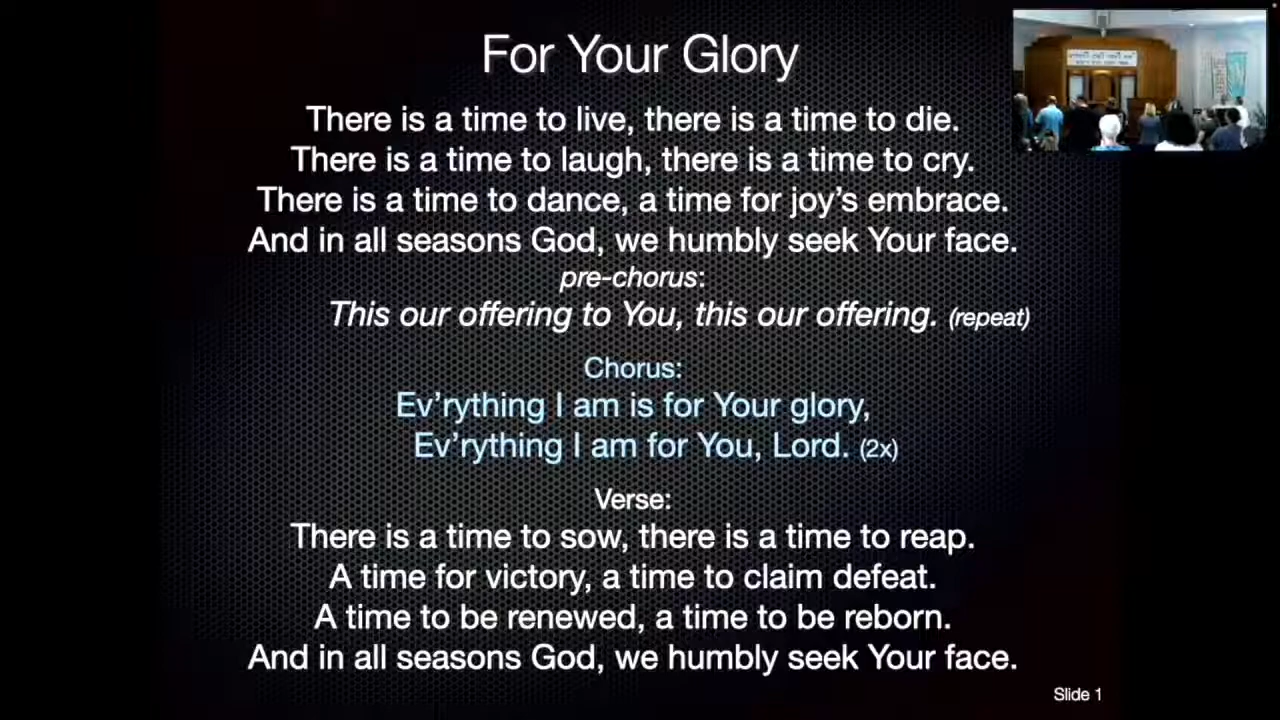 For Your Glory
There is a time to live, there is a time to die.
There is a time to laugh, there is a time to cry.
There is a time to dance, a time for joy’s embrace.
And in all seasons God, we humbly seek Your face.
pre-chorus:
This our offering to You, this our offering. (repeat)
Chorus:
Ev’rything I am is for Your glory,
Ev’rything I am for You, Lord. (2x)
Verse:
There is a time to sow, there is a time to reap.
A time for victory, a time to claim defeat.
A time to be renewed, a time to be reborn.
And in all seasons God, we humbly seek Your face.
Slide 1